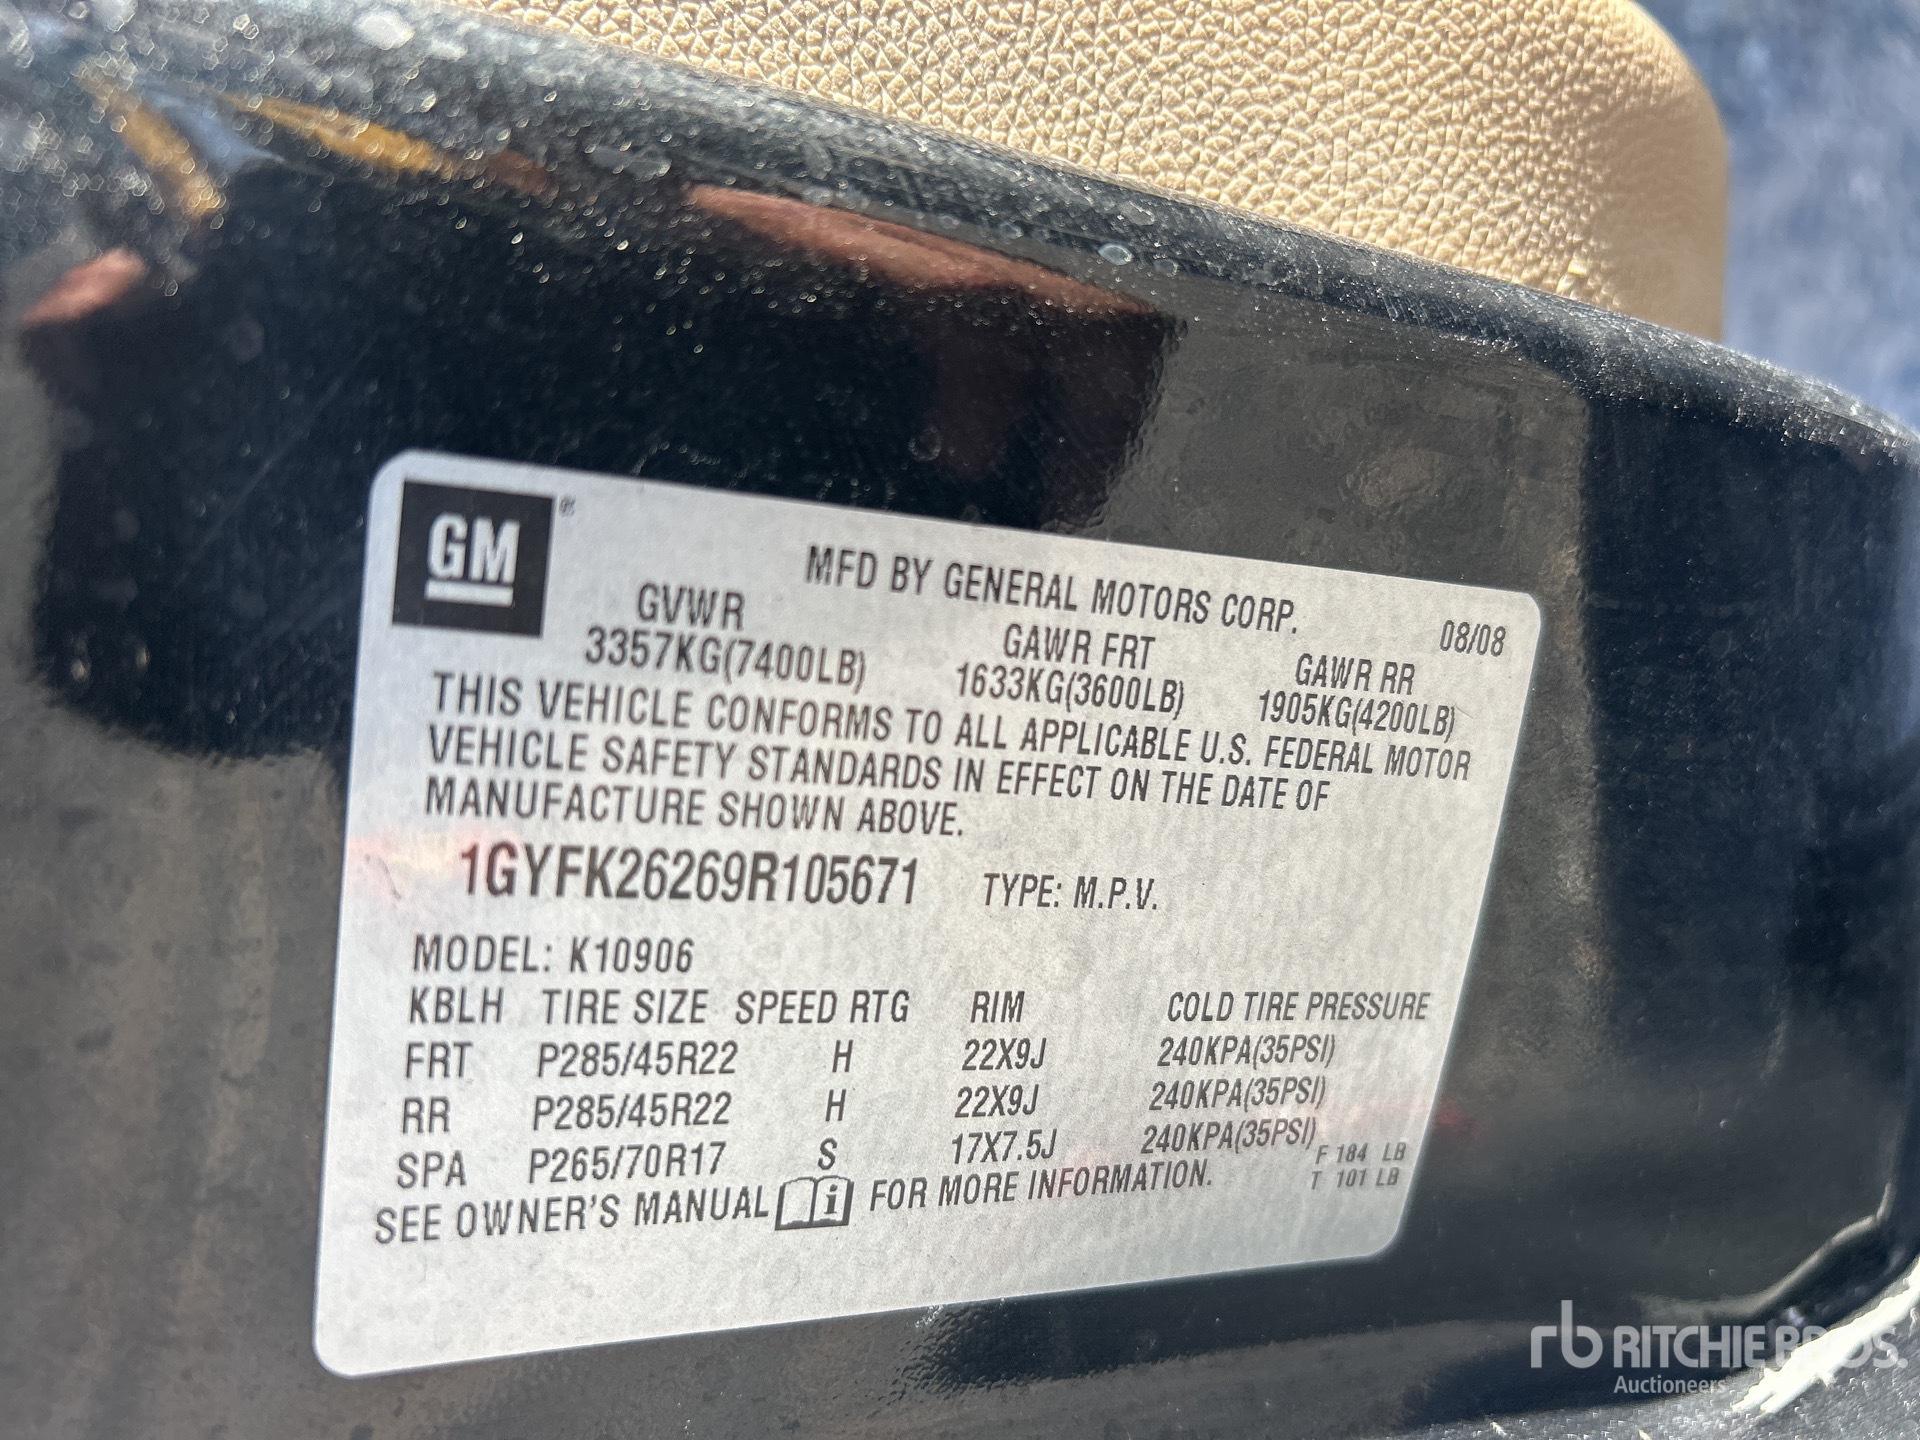 GM
®
MFD BY GENERAL MOTORS CORP.
08/08
GVWR
GAWR FRT
GAWR RR
3357KG(7400LB)
1633KG(3600LB)
1905KG(4200LB)
THIS VEHICLE CONFORMS TO ALL APPLICABLE U.S. FEDERAL MOTOR
VEHICLE SAFETY STANDARDS IN EFFECT ON THE DATE OF
MANUFACTURE SHOWN ABOVE.
1GYFK26269R105671 TYPE: M.P.V.
MODEL: K10906
KBLH TIRE SIZE SPEED RTG RIM COLD TIRE PRESSURE
FRT P285/45R22 H 22X9J 240KPA(35PSI)
RR P285/45R22 H 22X9J 240KPA(35PSI)
SPA P265/70R17 S 17X7.5J 240KPA(35PSI)
F 184 LB
T 101 LB
SEE OWNER'S MANUAL i FOR MORE INFORMATION.
rb RITCHIE BROS.
Auctioneers